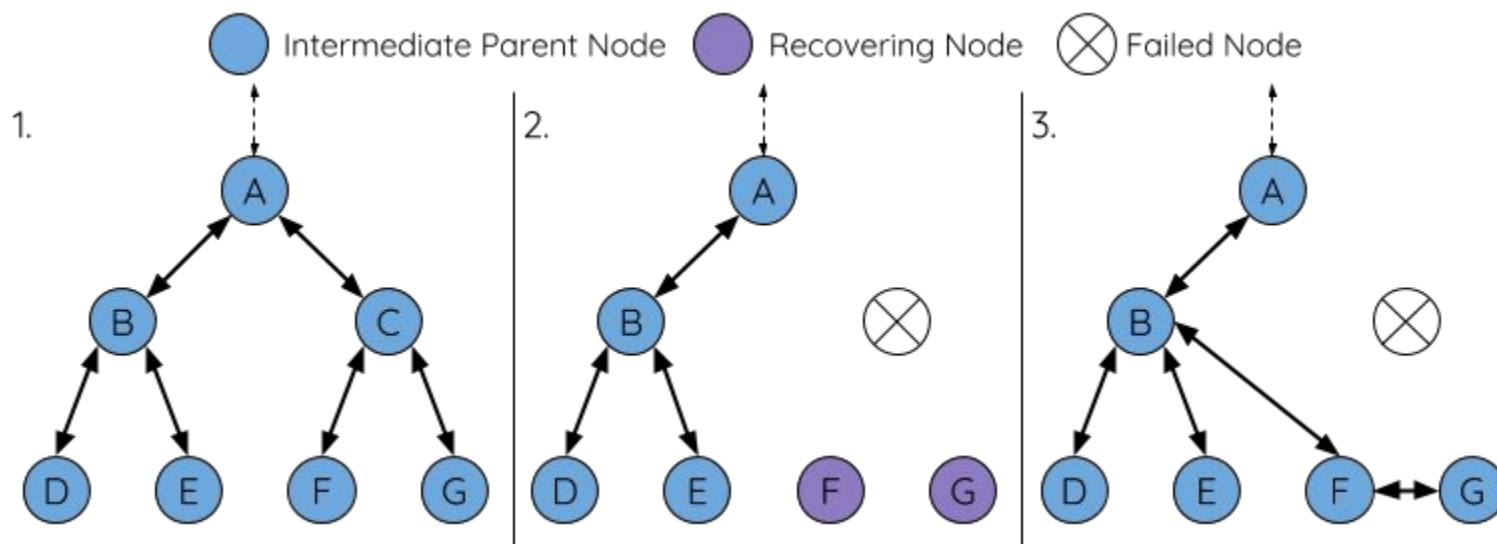 Intermediate Parent Node Recovering Node Failed Node
1. 2. 3.
A A A
B C B B
D E F G D E F G D E F G